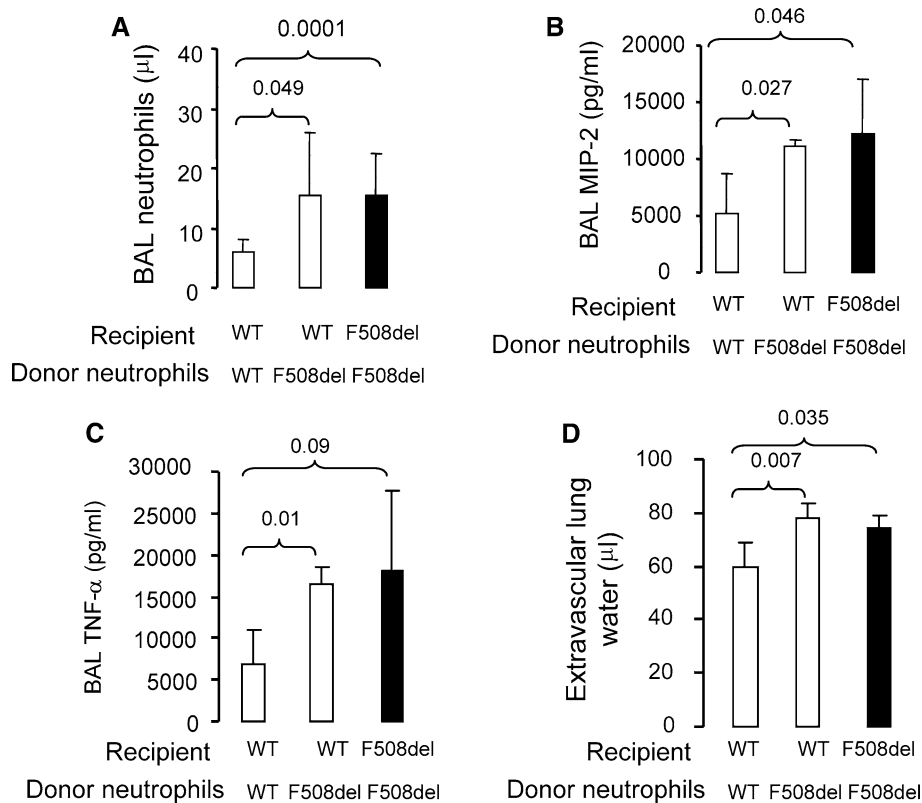 A
0.0001
0.049
BAL neutrophils (µl)
40
30
20
10
0
Recipient WT WT F508del
Donor neutrophils WT F508del F508del
B
0.046
0.027
BAL MIP-2 (pg/ml)
20000
15000
10000
5000
0
Recipient WT WT F508del
Donor neutrophils WT F508del F508del
C
0.09
0.01
BAL TNF-α (pg/ml)
30000
25000
20000
15000
10000
5000
0
Recipient WT WT F508del
Donor neutrophils WT F508del F508del
D
0.035
0.007
Extravascular lung
water (µl)
100
80
60
40
20
0
Recipient WT WT F508del
Donor neutrophils WT F508del F508del